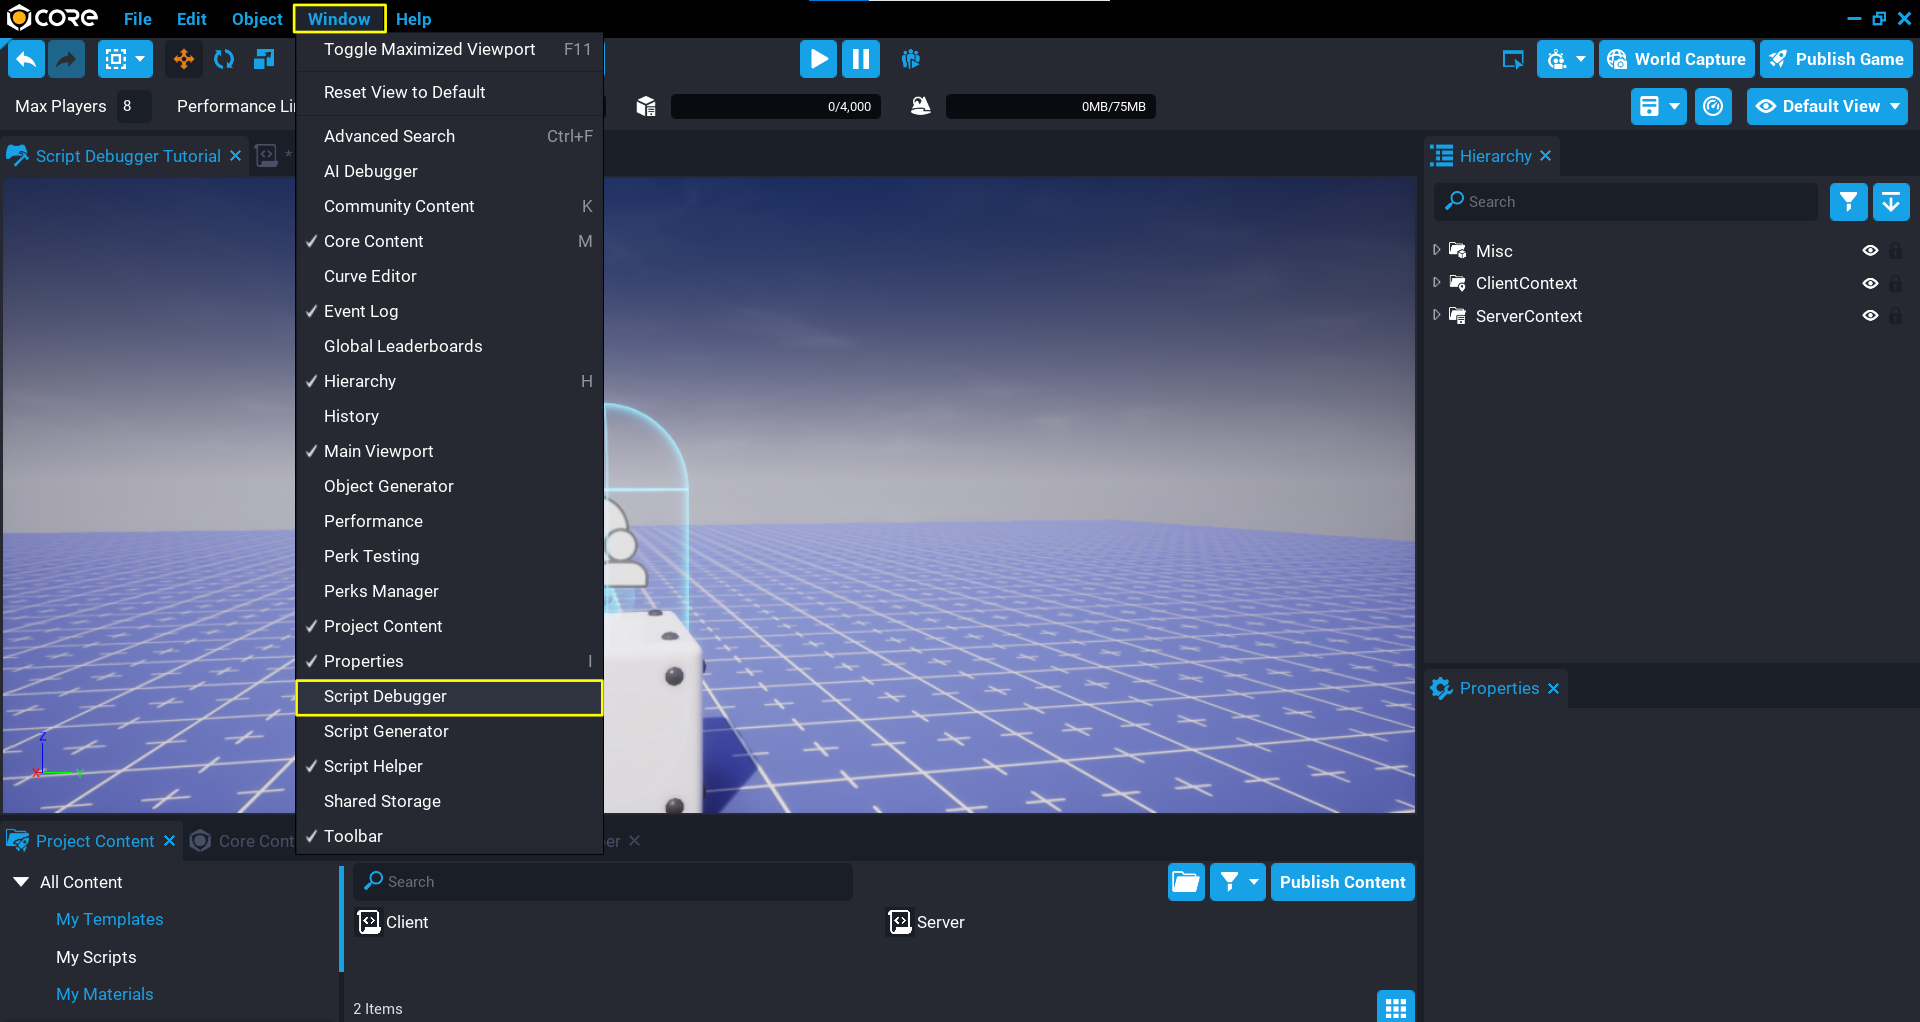 CORE File Edit Object Window Help
World Capture Publish Game
Max Players 8 Performance Li 0/4,000 0MB/75MB Default View
Script Debugger Tutorial *
Toggle Maximized Viewport F11
Reset View to Default
Advanced Search Ctrl+F
AI Debugger
Community Content K
Core Content M
Curve Editor
Event Log
Global Leaderboards
Hierarchy H
History
Main Viewport
Object Generator
Performance
Perk Testing
Perks Manager
Project Content
Properties I
Script Debugger
Script Generator
Script Helper
Shared Storage
Toolbar
Z
X Y
Hierarchy
Search
Misc
ClientContext
ServerContext
Properties
Project Content Core Cont er
All Content
My Templates
My Scripts
My Materials
Search
Publish Content
Client Server
2 Items